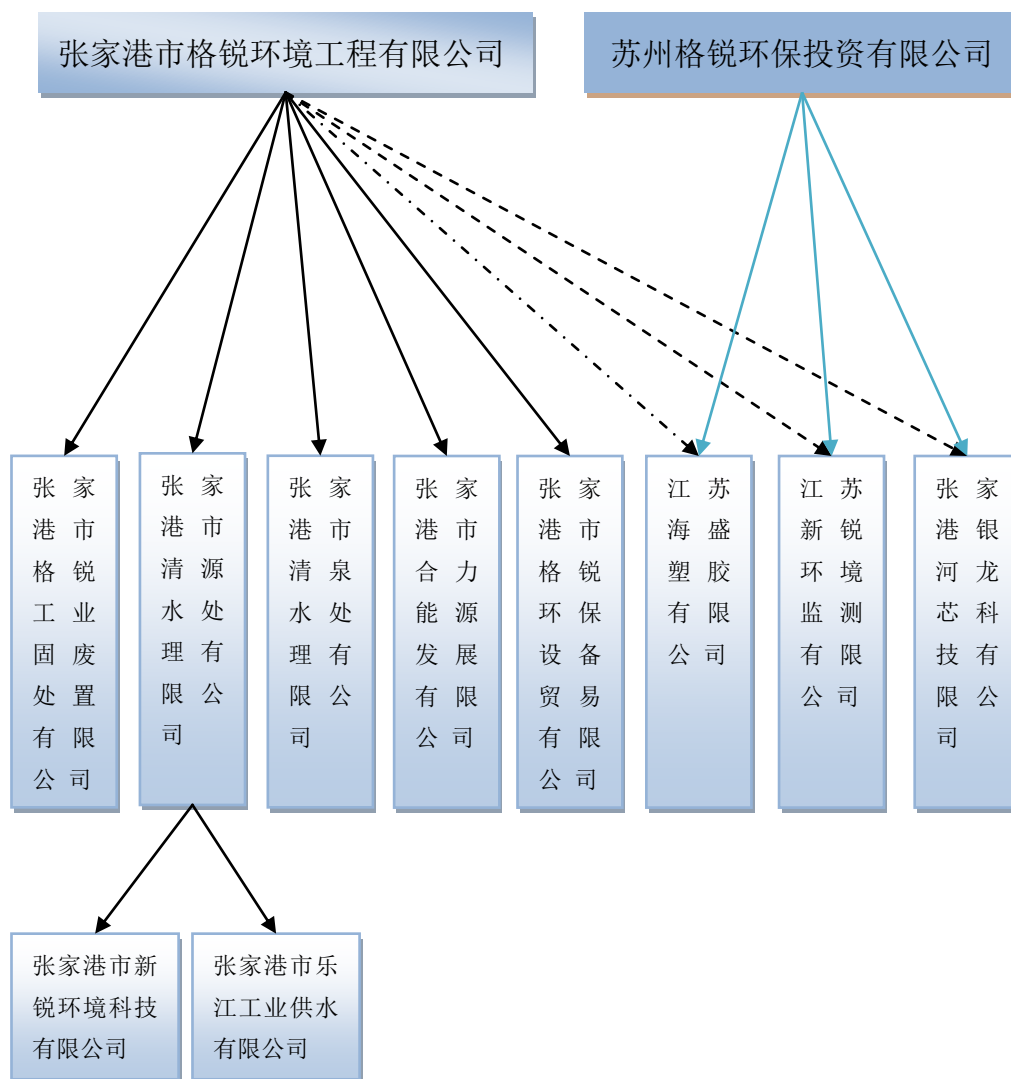 张家港市格锐环境工程有限公司
苏州格锐环保投资有限公司
张家
港市
格锐
工业
固废
处置
有限
公司
张家
港市
清源
水处
理有
限公
司
张家
港市
清泉
水处
理有
限公
司
张家
港市
合力
能源
发展
有限
公司
张家
港市
格锐
环保
设备
贸易
有限
公司
江苏
海盛
塑胶
有限
公司
江苏
新锐
环境
监测
有限
公司
张家
港银
河龙
芯科
技有
限公
司
张家港市新
锐环境科技
有限公司
张家港市乐
江工业供水
有限公司